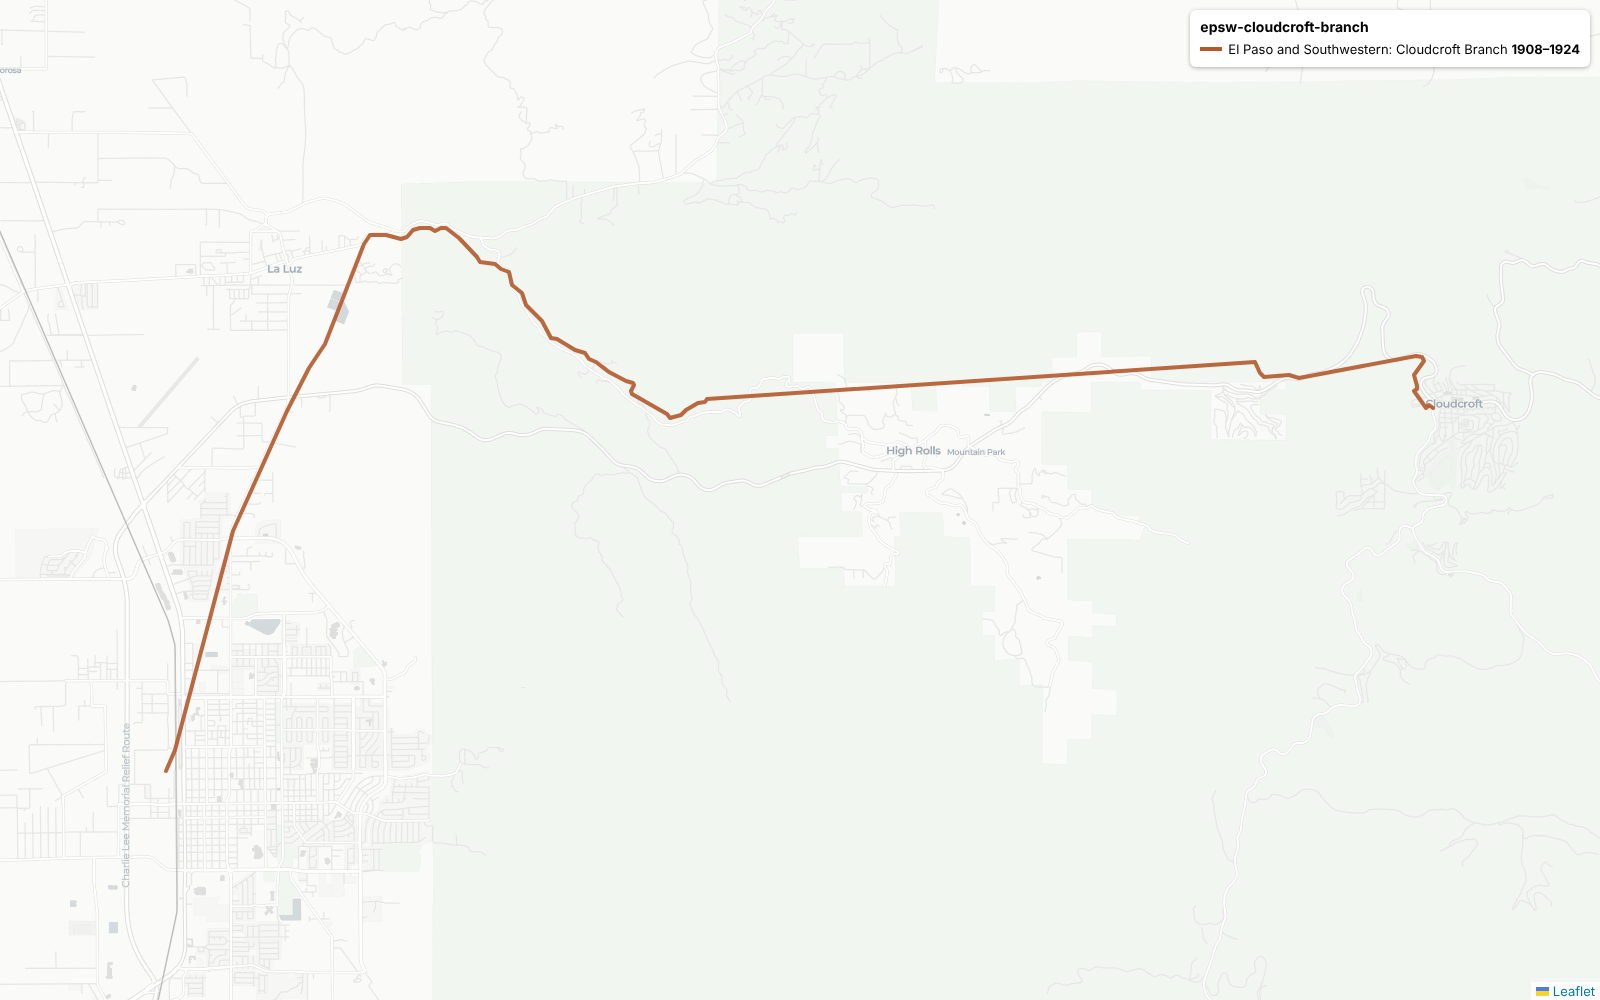 epsw-cloudcroft-branch
El Paso and Southwestern: Cloudcroft Branch 1908–1924
orosa
La Luz
Cloudcroft
High Rolls
Mountain Park
Charlie Lee Memorial Relief Route
Leaflet